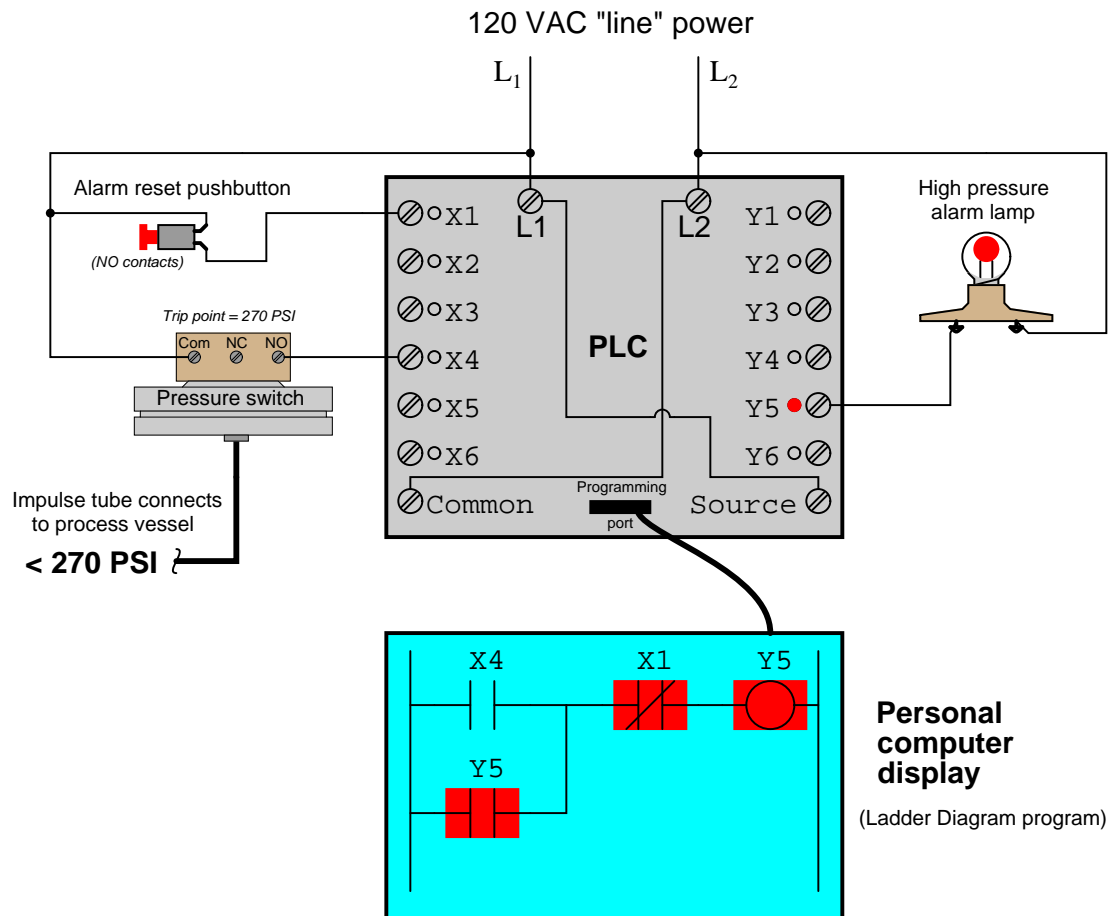 120 VAC "line" power
L1
L2
Alarm reset pushbutton
(NO contacts)
Trip point = 270 PSI
Com NC NO
Pressure switch
Impulse tube connects
to process vessel
< 270 PSI
X1
X2
X3
X4
X5
X6
Common
L1
L2
PLC
Programming
port
Y1
Y2
Y3
Y4
Y5
Y6
Source
High pressure
alarm lamp
X4
X1
Y5
Y5
Personal
computer
display
(Ladder Diagram program)